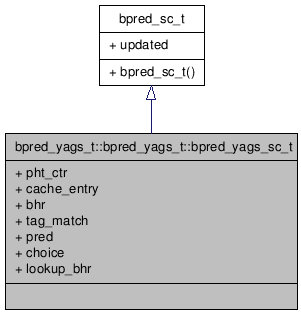 bpred_sc_t
+ updated
+ bpred_sc_t()
bpred_yags_t::bpred_yags_t::bpred_yags_sc_t
+ pht_ctr
+ cache_entry
+ bhr
+ tag_match
+ pred
+ choice
+ lookup_bhr